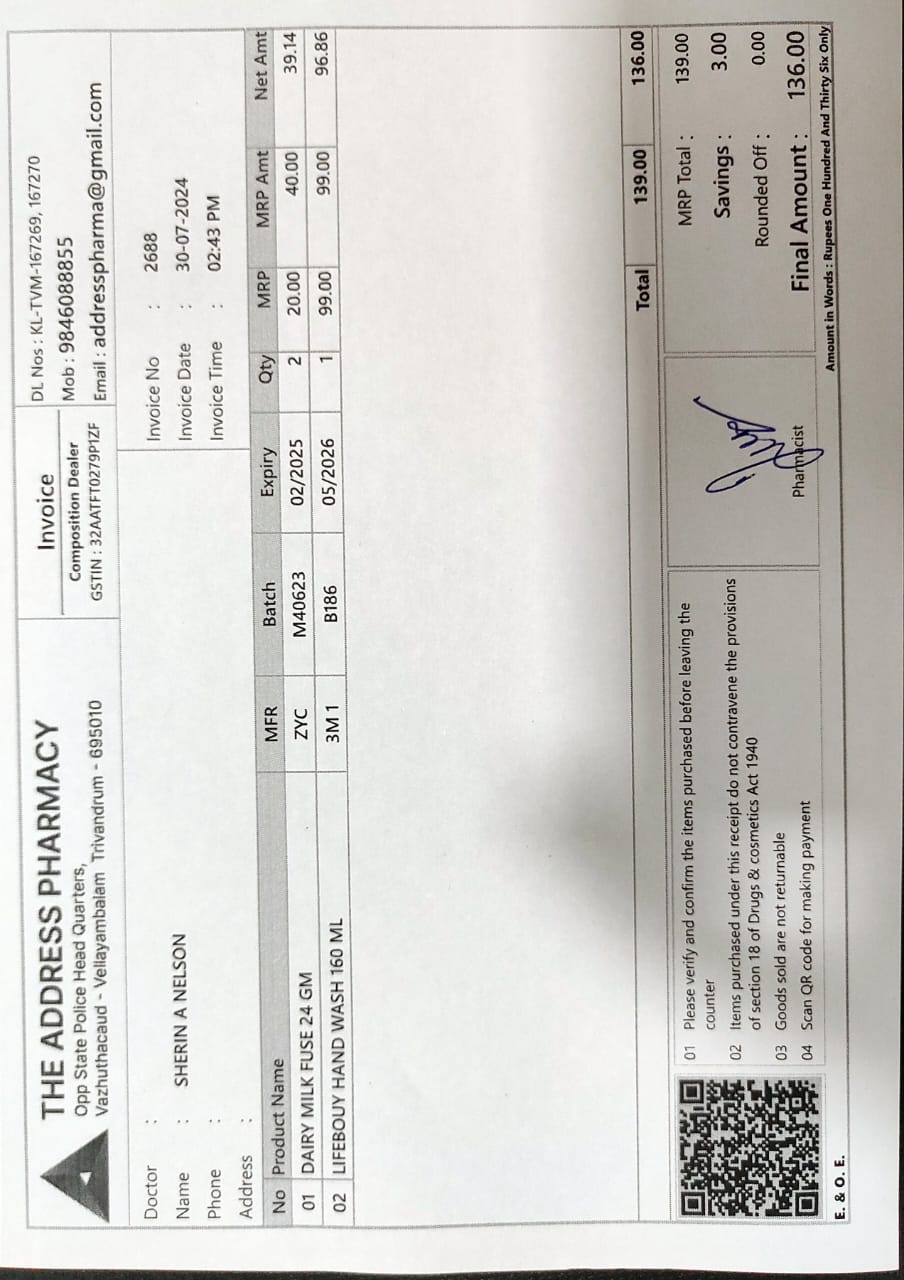 THE ADDRESS PHARMACY
Opp State Police Head Quarters,
Vazhuthacaud - Vellayambalam Trivandrum - 695010
Invoice
Composition Dealer
GSTIN : 32AATFT0279P1ZF
DL Nos : KL-TVM-167269, 167270
Mob : 9846088855
Email : addresspharma@gmail.com
Doctor :
Name : SHERIN A NELSON
Phone :
Address :
Invoice No : 2688
Invoice Date : 30-07-2024
Invoice Time : 02:43 PM
No Product Name MFR Batch Expiry Qty MRP MRP Amt Net Amt
01 DAIRY MILK FUSE 24 GM ZYC M40623 02/2025 2 20.00 40.00 39.14
02 LIFEBOUY HAND WASH 160 ML 3M 1 B186 05/2026 1 99.00 99.00 96.86
Total 139.00 136.00
01 Please verify and confirm the items purchased before leaving the
counter
02 Items purchased under this receipt do not contravene the provisions
of section 18 of Drugs & cosmetics Act 1940
03 Goods sold are not returnable
04 Scan QR code for making payment
Pharmacist
MRP Total : 139.00
Savings : 3.00
Rounded Off : 0.00
Final Amount : 136.00
E. & O. E.
Amount in Words : Rupees One Hundred And Thirty Six Only